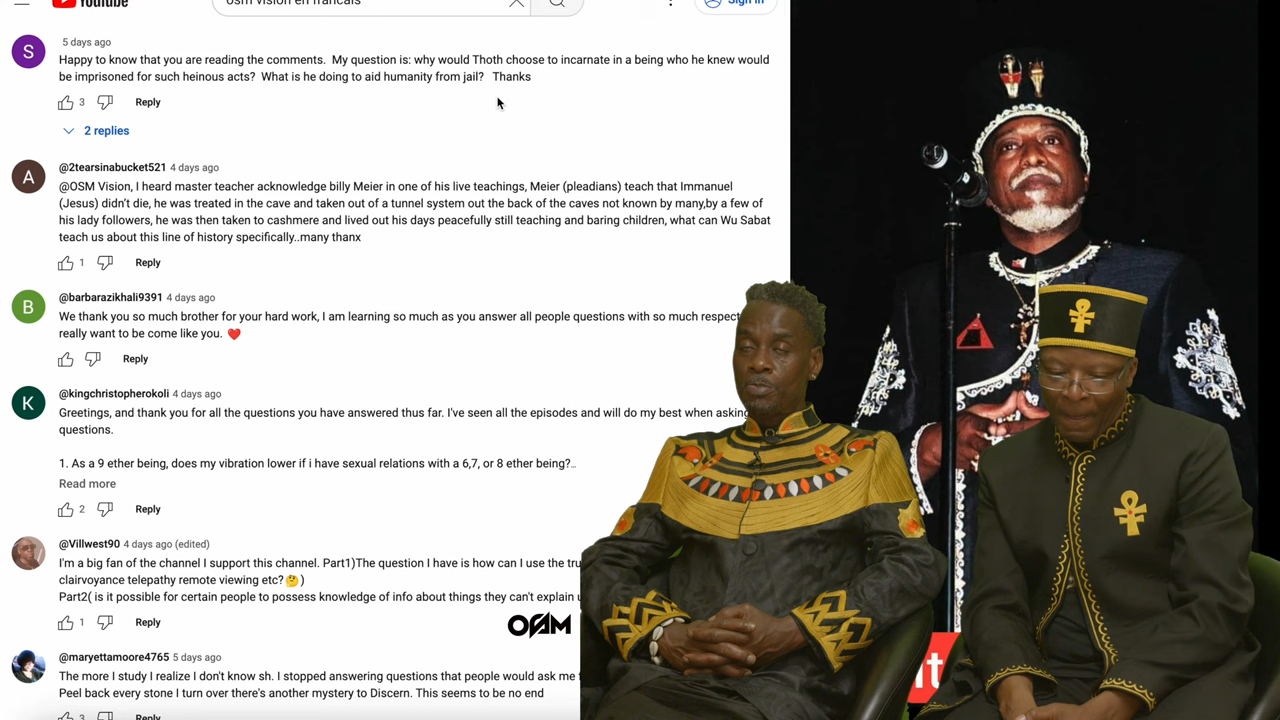 YouTube
osm vision en francais
Sign in
S
5 days ago
Happy to know that you are reading the comments. My question is: why would Thoth choose to incarnate in a being who he knew would
be imprisoned for such heinous acts? What is he doing to aid humanity from jail? Thanks
3
Reply
2 replies
A
@2tearsinabucket521 4 days ago
@OSM Vision, I heard master teacher acknowledge billy Meier in one of his live teachings, Meier (pleadians) teach that Immanuel
(Jesus) didn't die, he was treated in the cave and taken out of a tunnel system out the back of the caves not known by many,by a few of
his lady followers, he was then taken to cashmere and lived out his days peacefully still teaching and baring children, what can Wu Sabat
teach us about this line of history specifically..many thanx
1
Reply
B
@barbarazikhali9391 4 days ago
We thank you so much brother for your hard work, I am learning so much as you answer all people questions with so much respect
really want to be come like you. ❤️
Reply
K
@kingchristopherokoli 4 days ago
Greetings, and thank you for all the questions you have answered thus far. I've seen all the episodes and will do my best when asking
questions.
1. As a 9 ether being, does my vibration lower if i have sexual relations with a 6,7, or 8 ether being?...
Read more
2
Reply
@Villwest90 4 days ago (edited)
I'm a big fan of the channel I support this channel. Part1)The question I have is how can I use the
clairvoyance telepathy remote viewing etc?🤔)
Part2( is it possible for certain people to possess knowledge of info about things they can't explain
1
Reply
OSM
@maryettamoore4765 5 days ago
The more I study I realize I don't know sh. I stopped answering questions that people would ask me
Peel back every stone I turn over there's another mystery to Discern. This seems to be no end
3
Reply
it